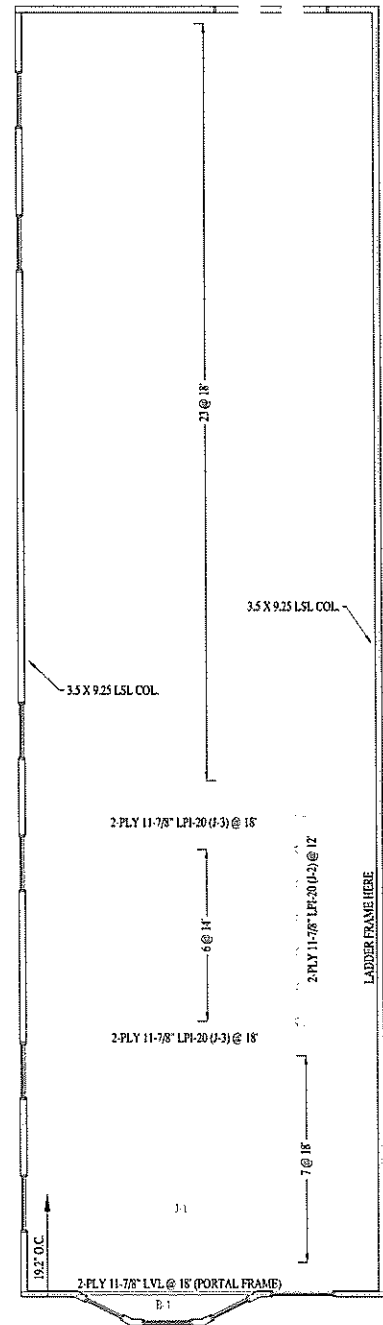 23 @ 18'
3.5 X 9.25 LSL COL.
3.5 X 9.25 LSL COL.
2-PLY 11-7/8" LPI-20 (J-3) @ 18'
2-PLY 11-7/8" LPI-20 (J-2) @ 12'
LADDER FRAME HERE
6 @ 14'
2-PLY 11-7/8" LPI-20 (J-3) @ 18'
7 @ 18'
J-1
19.2" O.C.
2-PLY 11-7/8" LVL @ 18' (PORTAL FRAME)
B-1